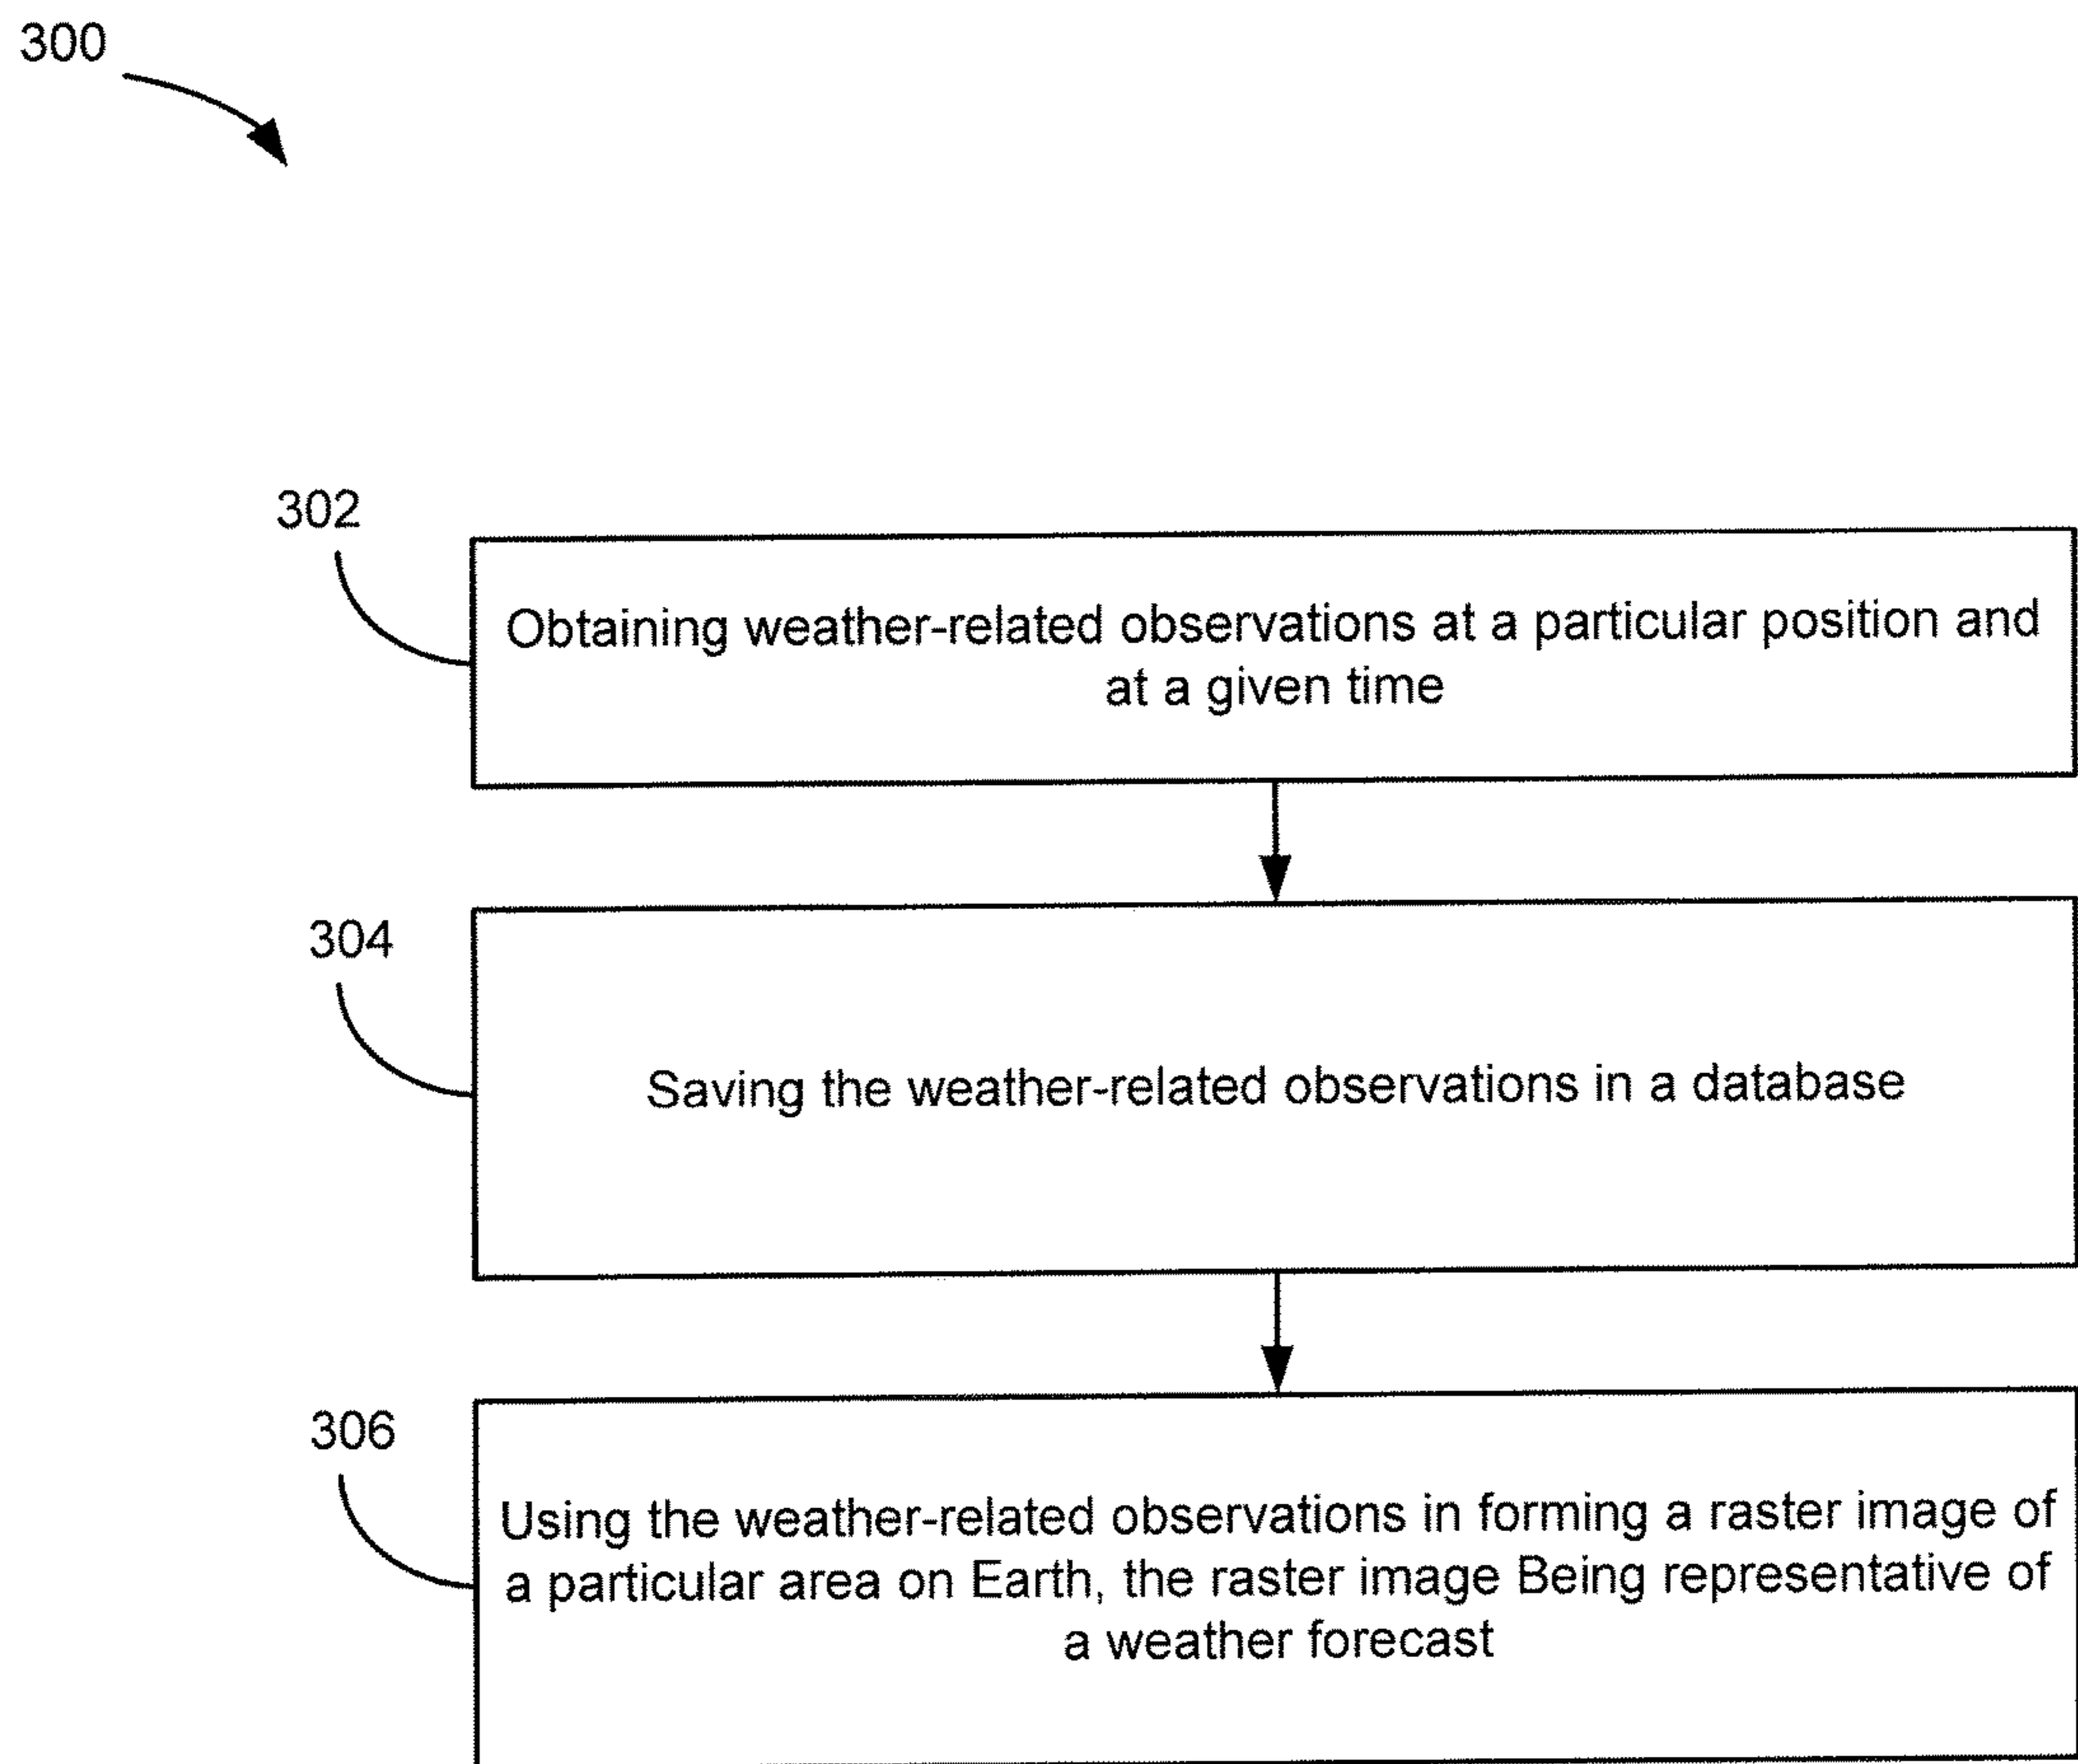 300
302
Obtaining weather-related observations at a particular position and
at a given time
304
Saving the weather-related observations in a database
306
Using the weather-related observations in forming a raster image of
a particular area on Earth, the raster image Being representative of
a weather forecast